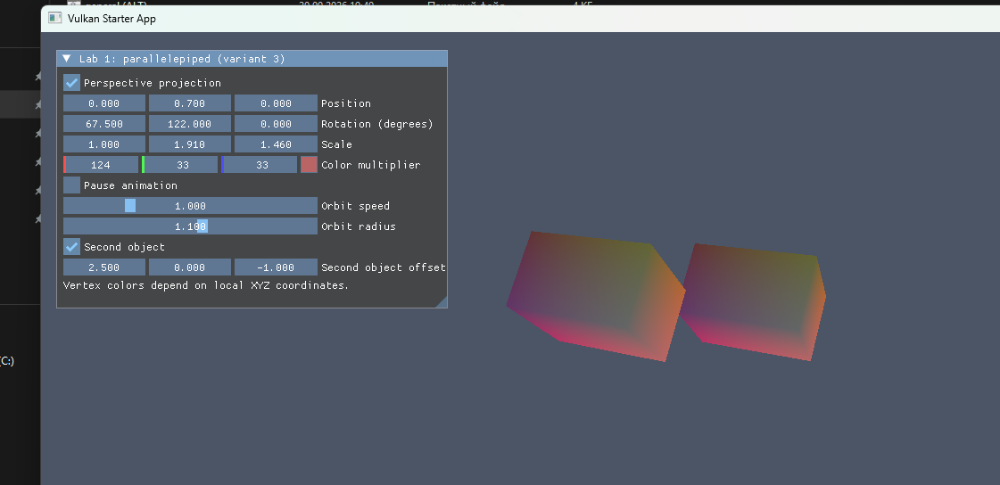 Vulkan Starter App
Lab 1: parallelepiped (variant 3)
Perspective projection
0.000 0.700 0.000 Position
67.500 122.000 0.000 Rotation (degrees)
1.000 1.910 1.460 Scale
124 33 33 Color multiplier
Pause animation
1.000 Orbit speed
1.100 Orbit radius
Second object
2.500 0.000 -1.000 Second object offset
Vertex colors depend on local XYZ coordinates.
(C:)